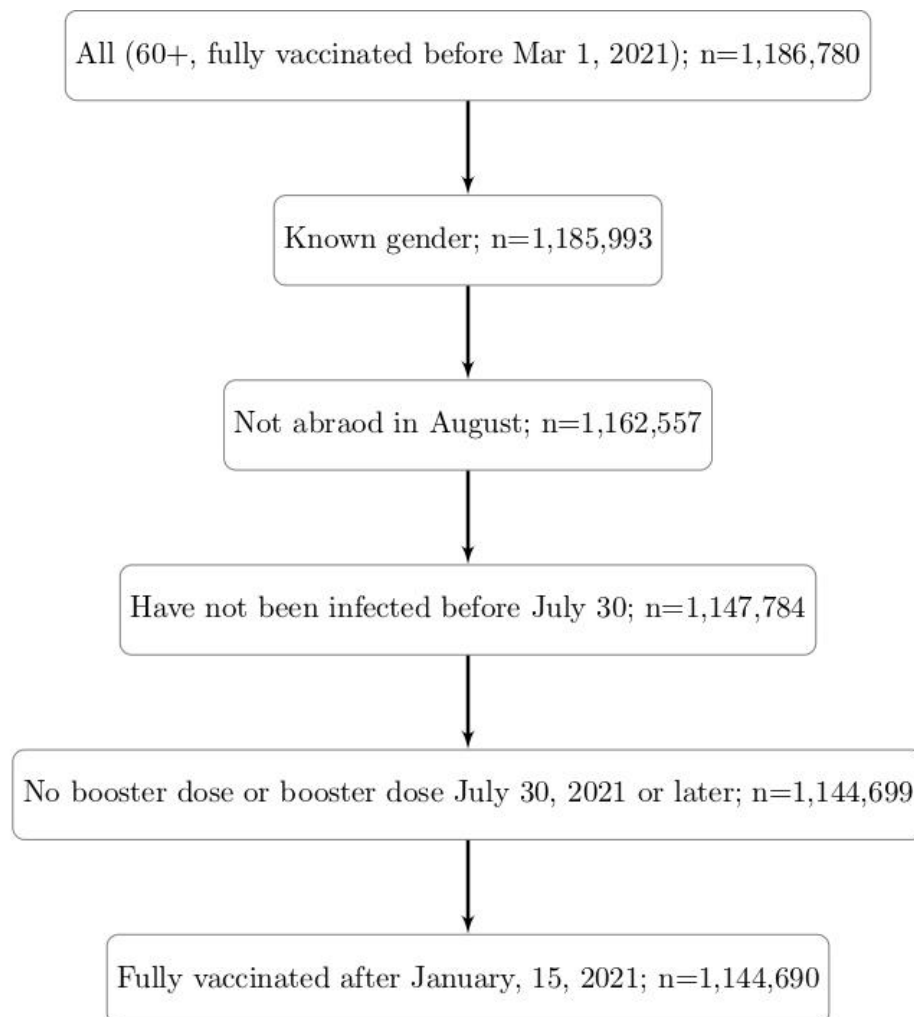 All (60+, fully vaccinated before Mar 1, 2021); n=1,186,780
Known gender; n=1,185,993
Not abraod in August; n=1,162,557
Have not been infected before July 30; n=1,147,784
No booster dose or booster dose July 30, 2021 or later; n=1,144,699
Fully vaccinated after January, 15, 2021; n=1,144,690